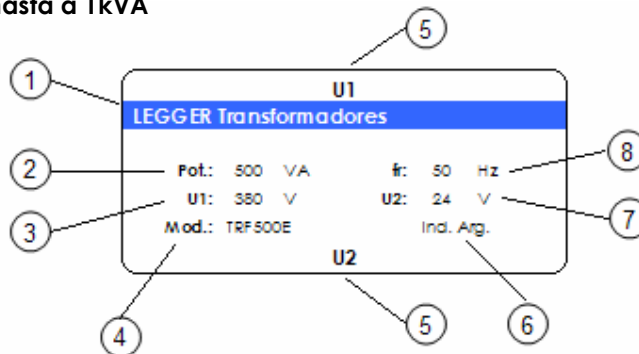 hasta a 1kVA
5
1
U1
LEGGER Transformadores
2
Pot.: 500 VA fr: 50 Hz
8
3
U1: 380 V U2: 24 V
7
Mod.: TRF500E Ind. Arg.
U2
4
5
6